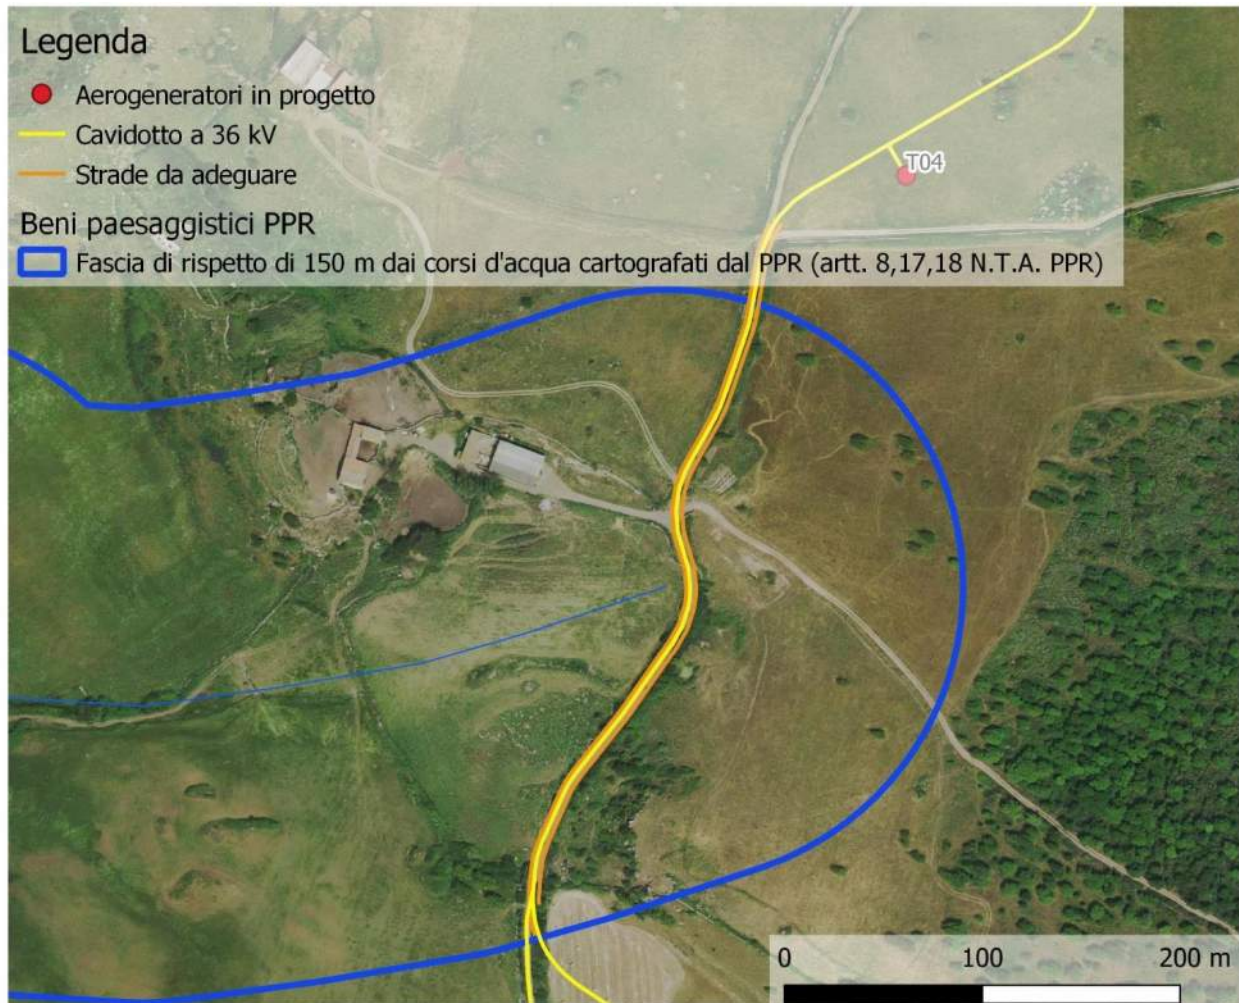 Legenda
Aerogeneratori in progetto
Cavidotto a 36 kV
Strade da adeguare
Beni paesaggistici PPR
Fascia di rispetto di 150 m dai corsi d'acqua cartografati dal PPR (artt. 8,17,18 N.T.A. PPR)
T04
0 100 200 m